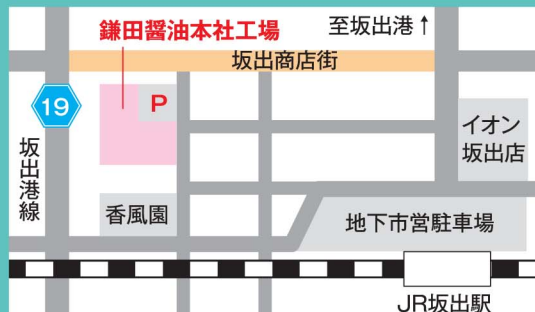 鎌田醤油本社工場
至坂出港↑
坂出商店街
19
P
イオン
坂出店
坂出港線
香風園
地下市営駐車場
JR坂出駅